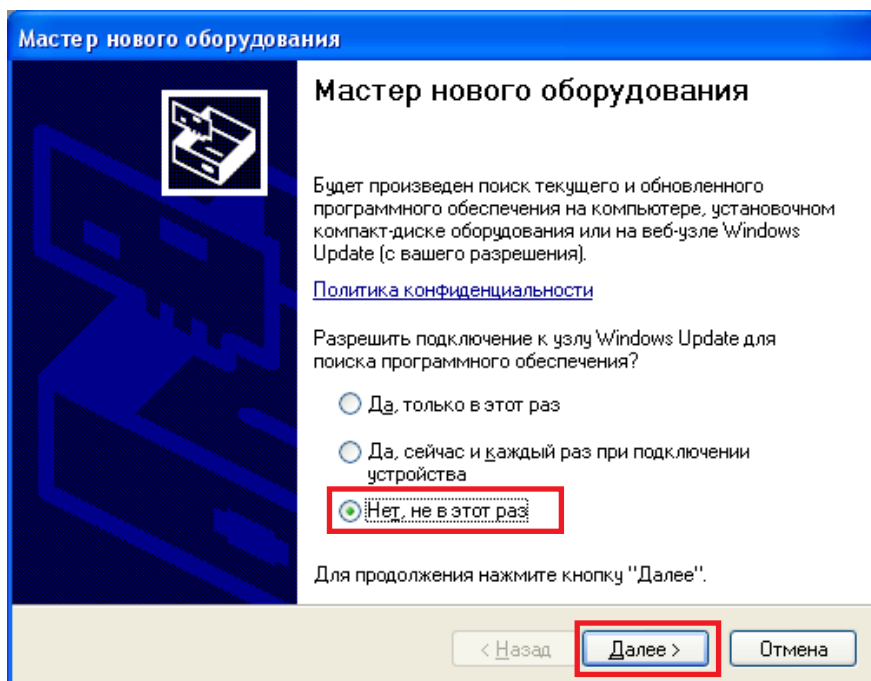 Мастер нового оборудования
Мастер нового оборудования
Будет произведен поиск текущего и обновленного
программного обеспечения на компьютере, установочном
компакт-диске оборудования или на веб-узле Windows
Update (с вашего разрешения).
Политика конфиденциальности
Разрешить подключение к узлу Windows Update для
поиска программного обеспечения?
Да, только в этот раз
Да, сейчас и каждый раз при подключении
устройства
Нет, не в этот раз
Для продолжения нажмите кнопку "Далее".
< Назад Далее > Отмена